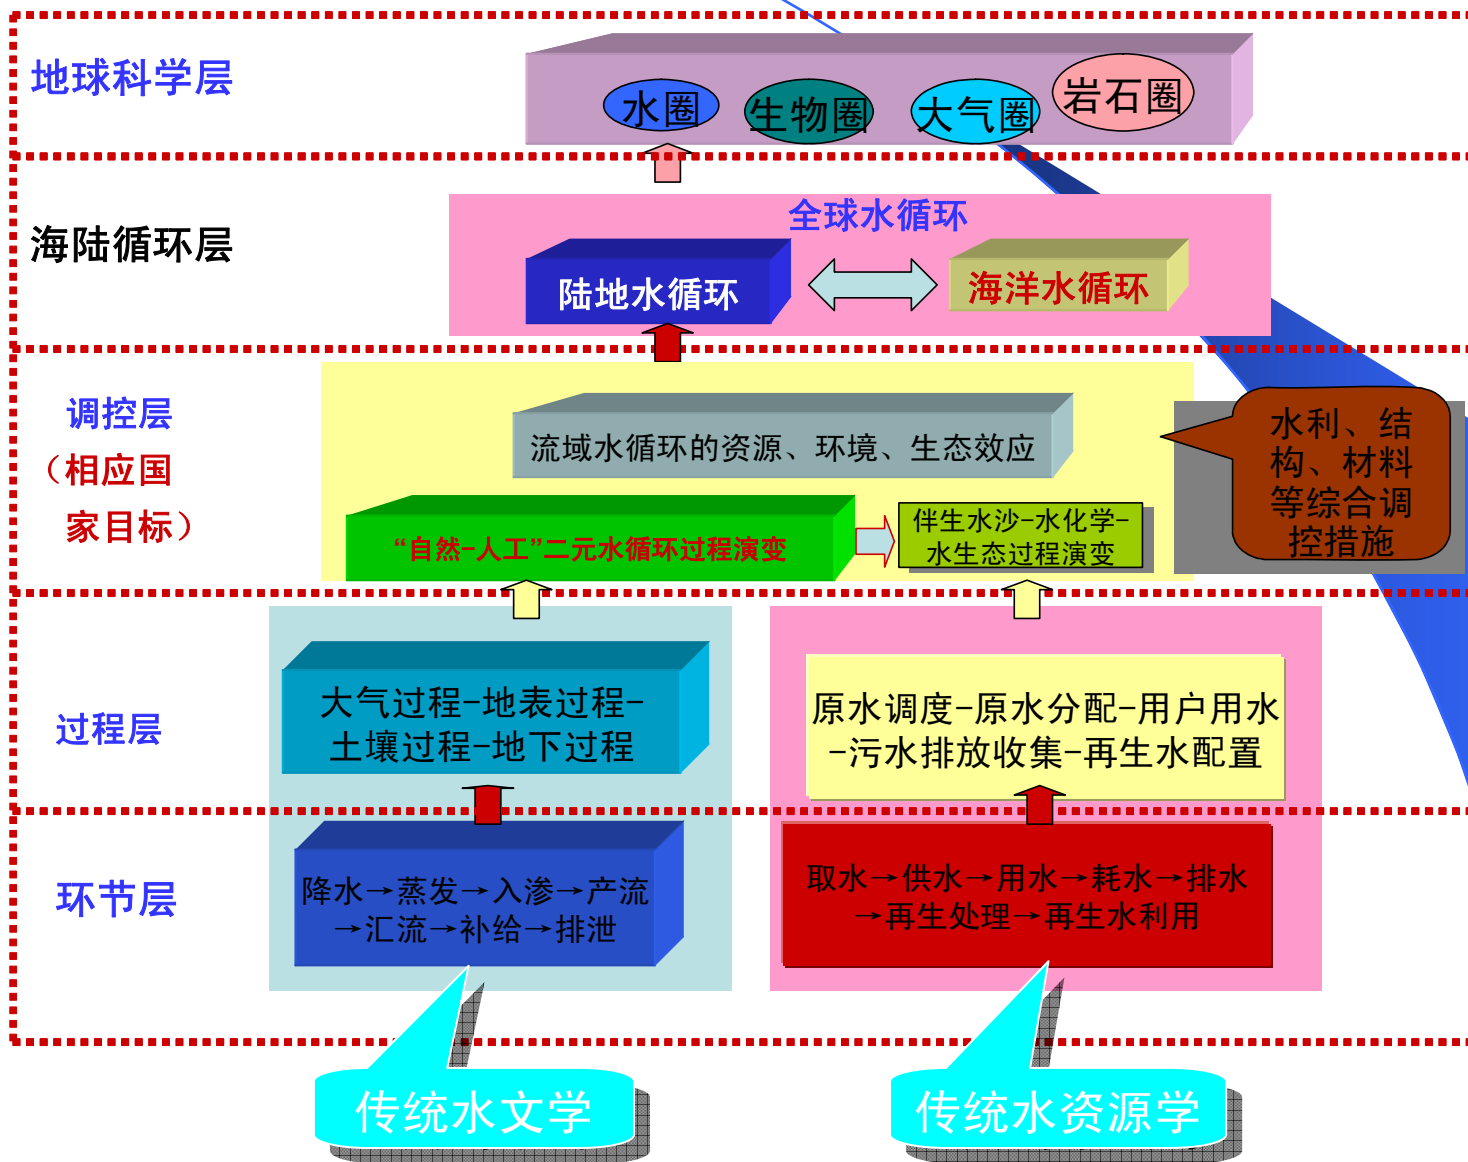 地球科学层
水圈
生物圈
大气圈
岩石圈
海陆循环层
全球水循环
陆地水循环
海洋水循环
调控层
（相应国
家目标）
流域水循环的资源、环境、生态效应
“自然-人工”二元水循环过程演变
伴生水沙-水化学-
水生态过程演变
水利、结
构、材料
等综合调
控措施
过程层
大气过程-地表过程-
土壤过程-地下过程
原水调度-原水分配-用户用水
-污水排放收集-再生水配置
环节层
降水→蒸发→入渗→产流
→汇流→补给→排泄
取水→供水→用水→耗水→排水
→再生处理→再生水利用
传统水文学
传统水资源学